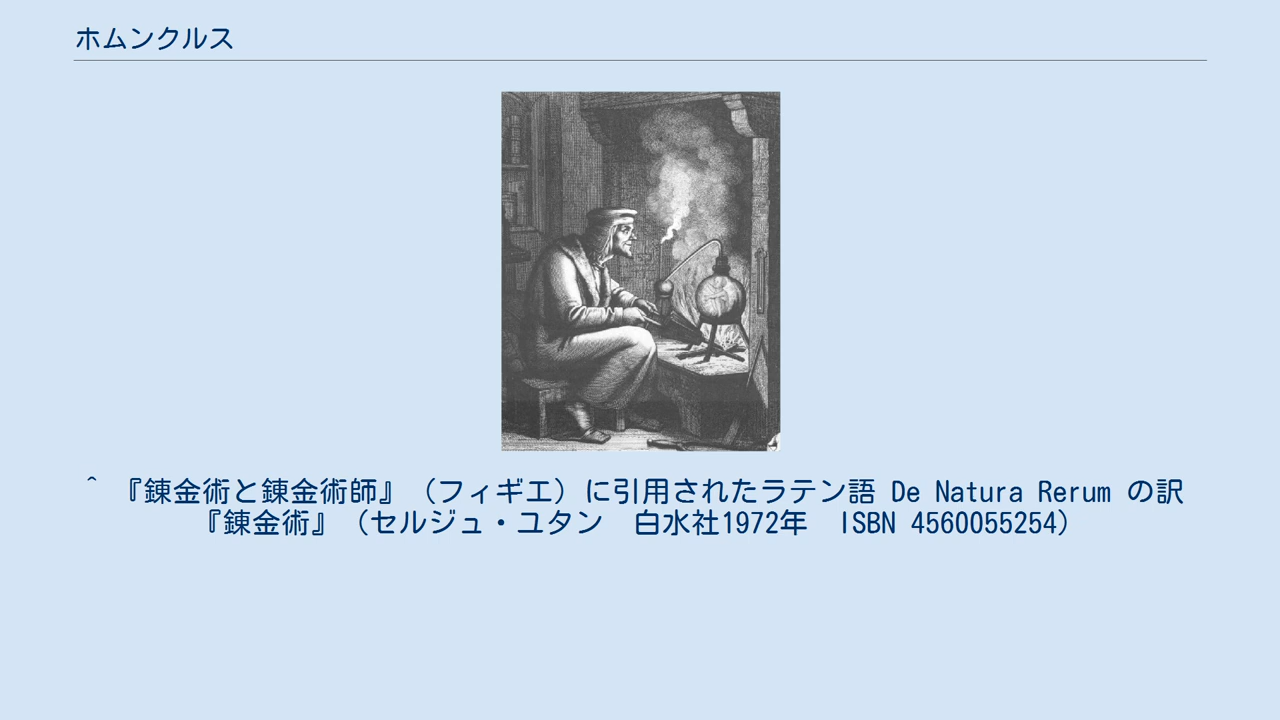 ホムンクルス
^ 『錬金術と錬金術師』（フィギエ）に引用されたラテン語 De Natura Rerum の訳
『錬金術』（セルジュ・ユタン　白水社1972年　ISBN 4560055254）